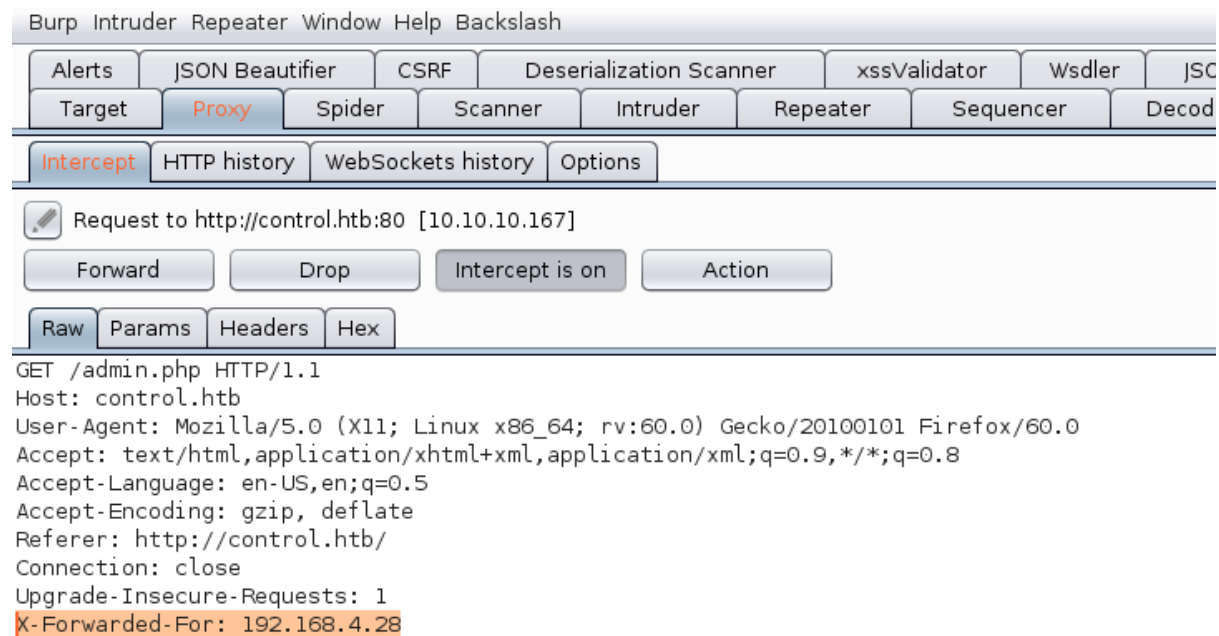 Burp Intruder Repeater Window Help Backslash
Alerts JSON Beautifier CSRF Deserialization Scanner xssValidator Wsdler JSO
Target Proxy Spider Scanner Intruder Repeater Sequencer Decod
Intercept HTTP history WebSockets history Options
Request to http://control.htb:80 [10.10.10.167]
Forward Drop Intercept is on Action
Raw Params Headers Hex
GET /admin.php HTTP/1.1
Host: control.htb
User-Agent: Mozilla/5.0 (X11; Linux x86_64; rv:60.0) Gecko/20100101 Firefox/60.0
Accept: text/html,application/xhtml+xml,application/xml;q=0.9,*/*;q=0.8
Accept-Language: en-US,en;q=0.5
Accept-Encoding: gzip, deflate
Referer: http://control.htb/
Connection: close
Upgrade-Insecure-Requests: 1
X-Forwarded-For: 192.168.4.28